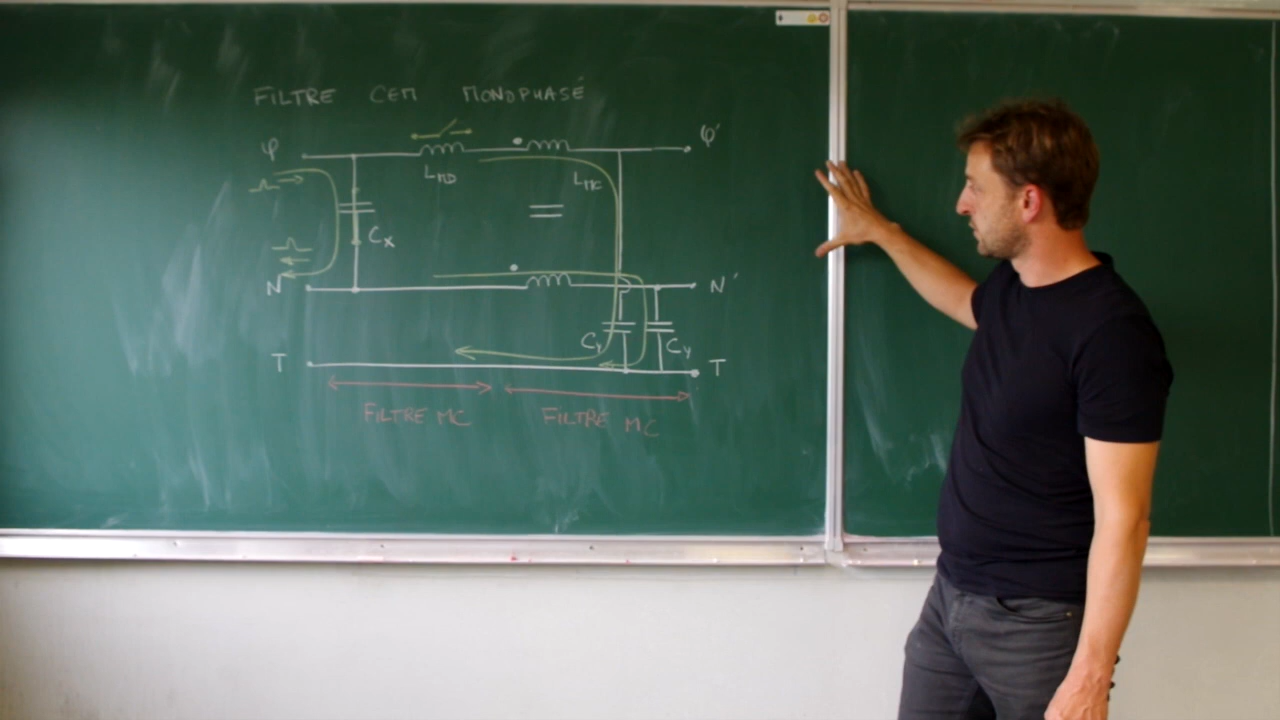 FILTRE CEM MONOPHASÉ
φ
φ'
L_MD
L_MC
C_X
N
N'
C_Y
C_Y
T
T
FILTRE MC
FILTRE MC